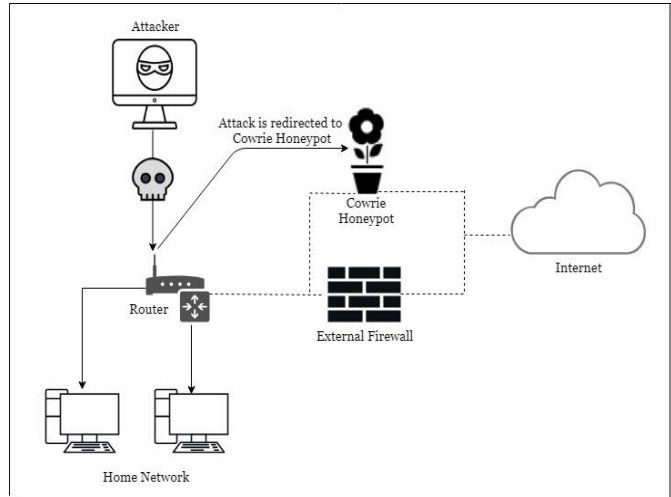 Attacker
Attack is redirected to
Cowrie Honeypot
Cowrie
Honeypot
Internet
Router
External Firewall
Home Network